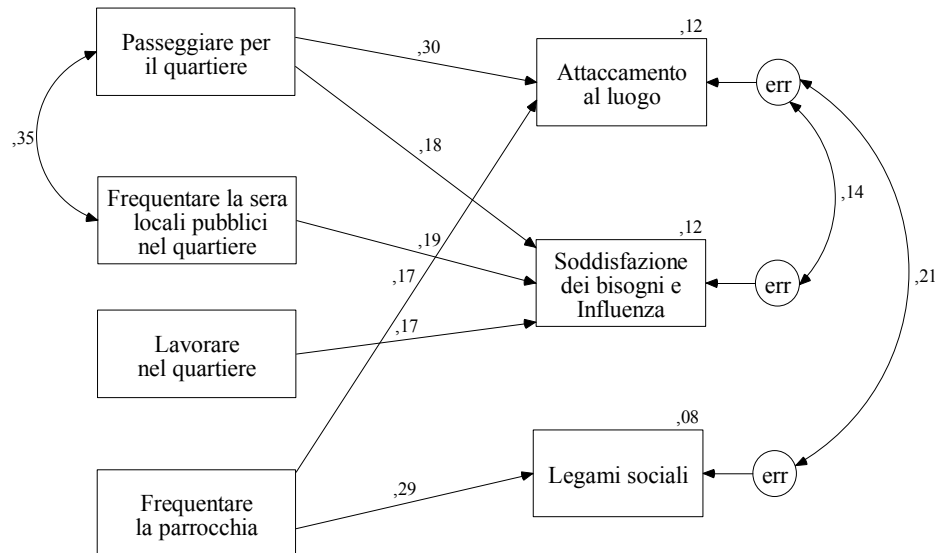 Passeggiare per
il quartiere
,30
,12
Attaccamento
al luogo
err
,35
,18
,14
Frequentare la sera
locali pubblici
nel quartiere
,19
,12
Soddisfazione
dei bisogni e
Influenza
err
,17
,21
Lavorare
nel quartiere
,17
,08
Legami sociali
err
Frequentare
la parrocchia
,29